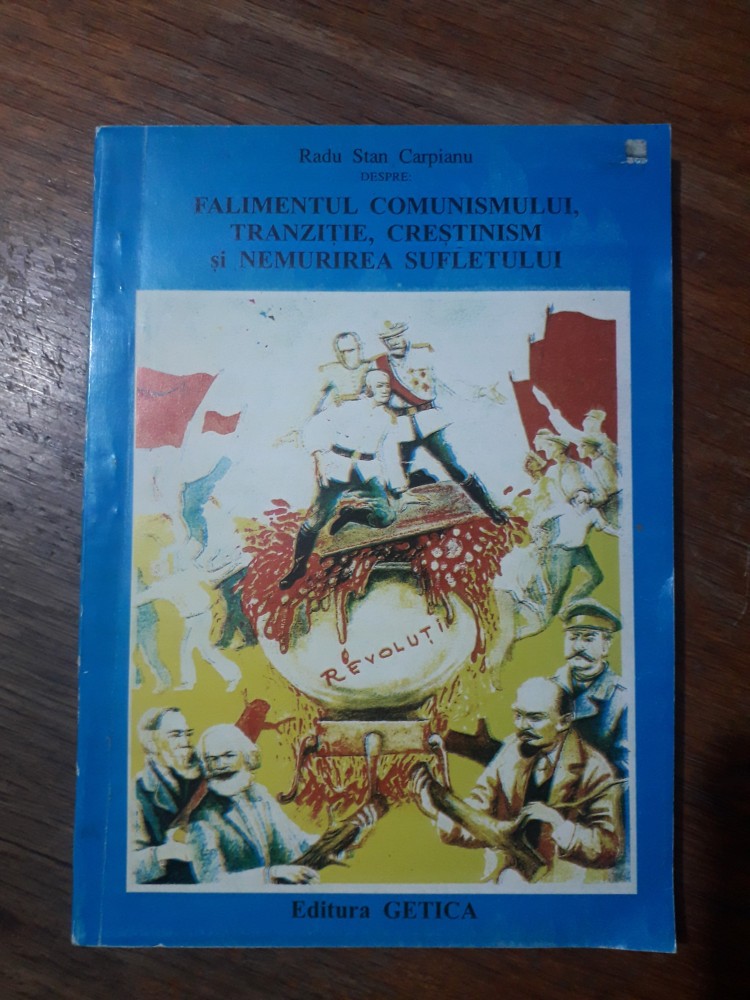 Radu Stan Carpianu
DESPRE:
FALIMENTUL COMUNISMULUI,
TRANZIȚIE, CREȘTINISM
și NEMURIREA SUFLETULUI
REVOLUȚII
Editura GETICA